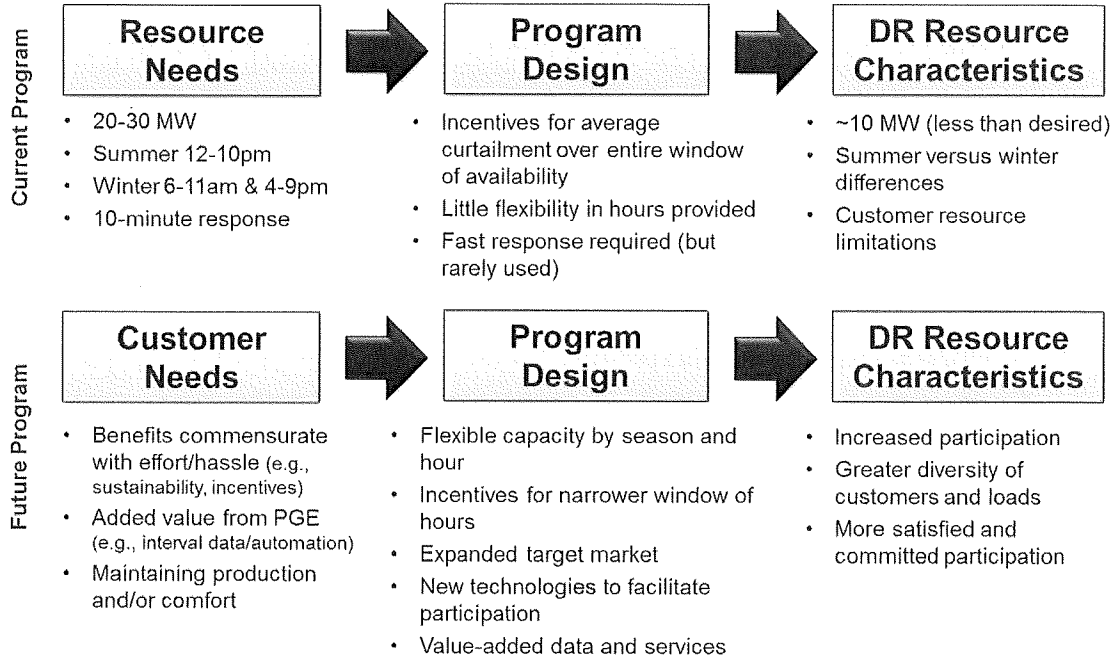 Current Program
Resource
Needs
• 20-30 MW
• Summer 12-10pm
• Winter 6-11am & 4-9pm
• 10-minute response
Program
Design
• Incentives for average
curtailment over entire window
of availability
• Little flexibility in hours provided
• Fast response required (but
rarely used)
DR Resource
Characteristics
• ~10 MW (less than desired)
• Summer versus winter
differences
• Customer resource
limitations
Future Program
Customer
Needs
• Benefits commensurate
with effort/hassle (e.g.,
sustainability, incentives)
• Added value from PGE
(e.g., interval data/automation)
• Maintaining production
and/or comfort
Program
Design
• Flexible capacity by season and
hour
• Incentives for narrower window of
hours
• Expanded target market
• New technologies to facilitate
participation
• Value-added data and services
DR Resource
Characteristics
• Increased participation
• Greater diversity of
customers and loads
• More satisfied and
committed participation